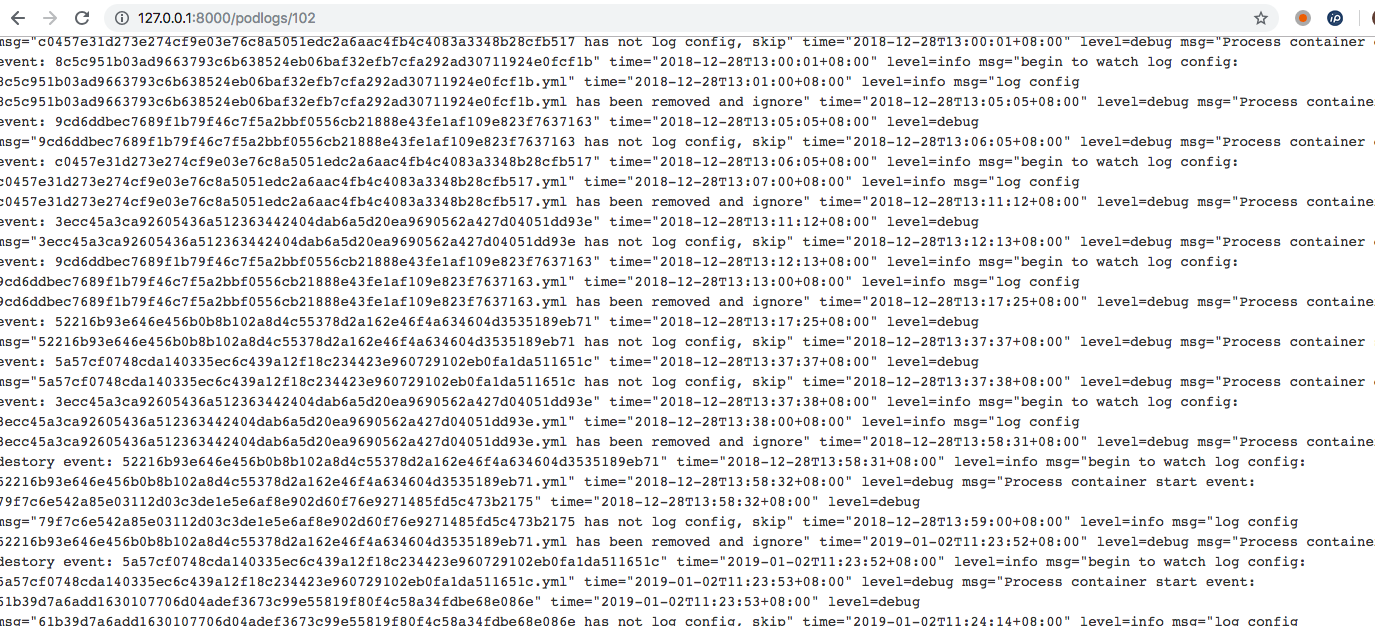 127.0.0.1:8000/podlogs/102
iP
msg="c0457e31d273e274cf9e03e76c8a5051edc2a6aac4fb4c4083a3348b28cfb517 has not log config, skip" time="2018-12-28T13:00:01+08:00" level=debug msg="Process container
event: 8c5c951b03ad9663793c6b638524eb06baf32efb7cfa292ad30711924e0fcf1b" time="2018-12-28T13:00:01+08:00" level=info msg="begin to watch log config:
8c5c951b03ad9663793c6b638524eb06baf32efb7cfa292ad30711924e0fcf1b.yml" time="2018-12-28T13:01:00+08:00" level=info msg="log config
8c5c951b03ad9663793c6b638524eb06baf32efb7cfa292ad30711924e0fcf1b.yml has been removed and ignore" time="2018-12-28T13:05:05+08:00" level=debug msg="Process containe
event: 9cd6ddbec7689f1b79f46c7f5a2bbf0556cb21888e43fe1af109e823f7637163" time="2018-12-28T13:05:05+08:00" level=debug
msg="9cd6ddbec7689f1b79f46c7f5a2bbf0556cb21888e43fe1af109e823f7637163 has not log config, skip" time="2018-12-28T13:06:05+08:00" level=debug msg="Process container
event: c0457e31d273e274cf9e03e76c8a5051edc2a6aac4fb4c4083a3348b28cfb517" time="2018-12-28T13:06:05+08:00" level=info msg="begin to watch log config:
c0457e31d273e274cf9e03e76c8a5051edc2a6aac4fb4c4083a3348b28cfb517.yml" time="2018-12-28T13:07:00+08:00" level=info msg="log config
c0457e31d273e274cf9e03e76c8a5051edc2a6aac4fb4c4083a3348b28cfb517.yml has been removed and ignore" time="2018-12-28T13:11:12+08:00" level=debug msg="Process containe
event: 3ecc45a3ca92605436a512363442404dab6a5d20ea9690562a427d04051dd93e" time="2018-12-28T13:11:12+08:00" level=debug
msg="3ecc45a3ca92605436a512363442404dab6a5d20ea9690562a427d04051dd93e has not log config, skip" time="2018-12-28T13:12:13+08:00" level=debug msg="Process container
event: 9cd6ddbec7689f1b79f46c7f5a2bbf0556cb21888e43fe1af109e823f7637163" time="2018-12-28T13:12:13+08:00" level=info msg="begin to watch log config:
9cd6ddbec7689f1b79f46c7f5a2bbf0556cb21888e43fe1af109e823f7637163.yml" time="2018-12-28T13:13:00+08:00" level=info msg="log config
9cd6ddbec7689f1b79f46c7f5a2bbf0556cb21888e43fe1af109e823f7637163.yml has been removed and ignore" time="2018-12-28T13:17:25+08:00" level=debug msg="Process containe
event: 52216b93e646e456b0b8b102a8d4c55378d2a162e46f4a634604d3535189eb71" time="2018-12-28T13:17:25+08:00" level=debug
msg="52216b93e646e456b0b8b102a8d4c55378d2a162e46f4a634604d3535189eb71 has not log config, skip" time="2018-12-28T13:37:37+08:00" level=debug msg="Process container
event: 5a57cf0748cda140335ec6c439a12f18c234423e960729102eb0fa1da511651c" time="2018-12-28T13:37:37+08:00" level=debug
msg="5a57cf0748cda140335ec6c439a12f18c234423e960729102eb0fa1da511651c has not log config, skip" time="2018-12-28T13:37:38+08:00" level=debug msg="Process container
event: 3ecc45a3ca92605436a512363442404dab6a5d20ea9690562a427d04051dd93e" time="2018-12-28T13:37:38+08:00" level=info msg="begin to watch log config:
3ecc45a3ca92605436a512363442404dab6a5d20ea9690562a427d04051dd93e.yml" time="2018-12-28T13:38:00+08:00" level=info msg="log config
3ecc45a3ca92605436a512363442404dab6a5d20ea9690562a427d04051dd93e.yml has been removed and ignore" time="2018-12-28T13:58:31+08:00" level=debug msg="Process containe
destory event: 52216b93e646e456b0b8b102a8d4c55378d2a162e46f4a634604d3535189eb71" time="2018-12-28T13:58:31+08:00" level=info msg="begin to watch log config:
52216b93e646e456b0b8b102a8d4c55378d2a162e46f4a634604d3535189eb71.yml" time="2018-12-28T13:58:32+08:00" level=debug msg="Process container start event:
79f7c6e542a85e03112d03c3de1e5e6af8e902d60f76e9271485fd5c473b2175" time="2018-12-28T13:58:32+08:00" level=debug
msg="79f7c6e542a85e03112d03c3de1e5e6af8e902d60f76e9271485fd5c473b2175 has not log config, skip" time="2018-12-28T13:59:00+08:00" level=info msg="log config
52216b93e646e456b0b8b102a8d4c55378d2a162e46f4a634604d3535189eb71.yml has been removed and ignore" time="2019-01-02T11:23:52+08:00" level=debug msg="Process containe
destory event: 5a57cf0748cda140335ec6c439a12f18c234423e960729102eb0fa1da511651c" time="2019-01-02T11:23:52+08:00" level=info msg="begin to watch log config:
5a57cf0748cda140335ec6c439a12f18c234423e960729102eb0fa1da511651c.yml" time="2019-01-02T11:23:53+08:00" level=debug msg="Process container start event:
61b39d7a6add1630107706d04adef3673c99e55819f80f4c58a34fdbe68e086e" time="2019-01-02T11:23:53+08:00" level=debug
msg="61b39d7a6add1630107706d04adef3673c99e55819f80f4c58a34fdbe68e086e has not log config, skip" time="2019-01-02T11:24:14+08:00" level=info msg="log config